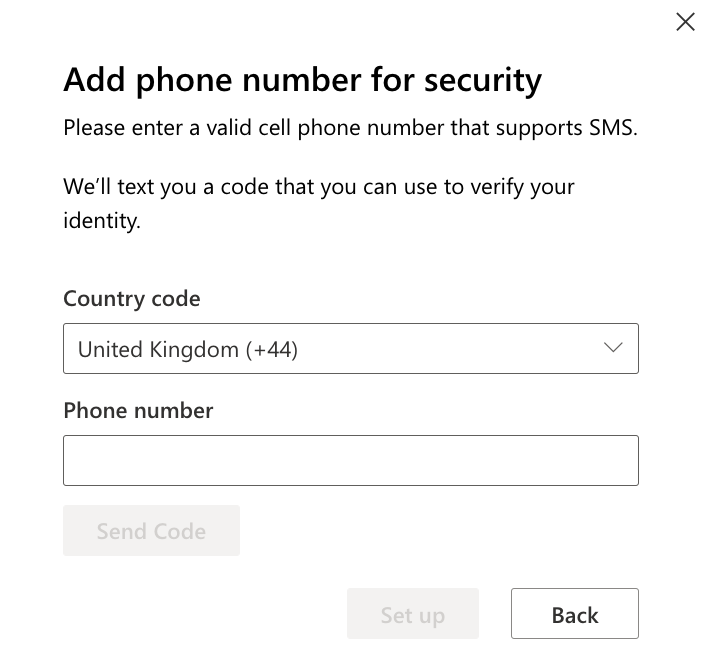 Add phone number for security
Please enter a valid cell phone number that supports SMS.
We’ll text you a code that you can use to verify your
identity.
Country code
United Kingdom (+44)
Phone number
Send Code
Set up
Back